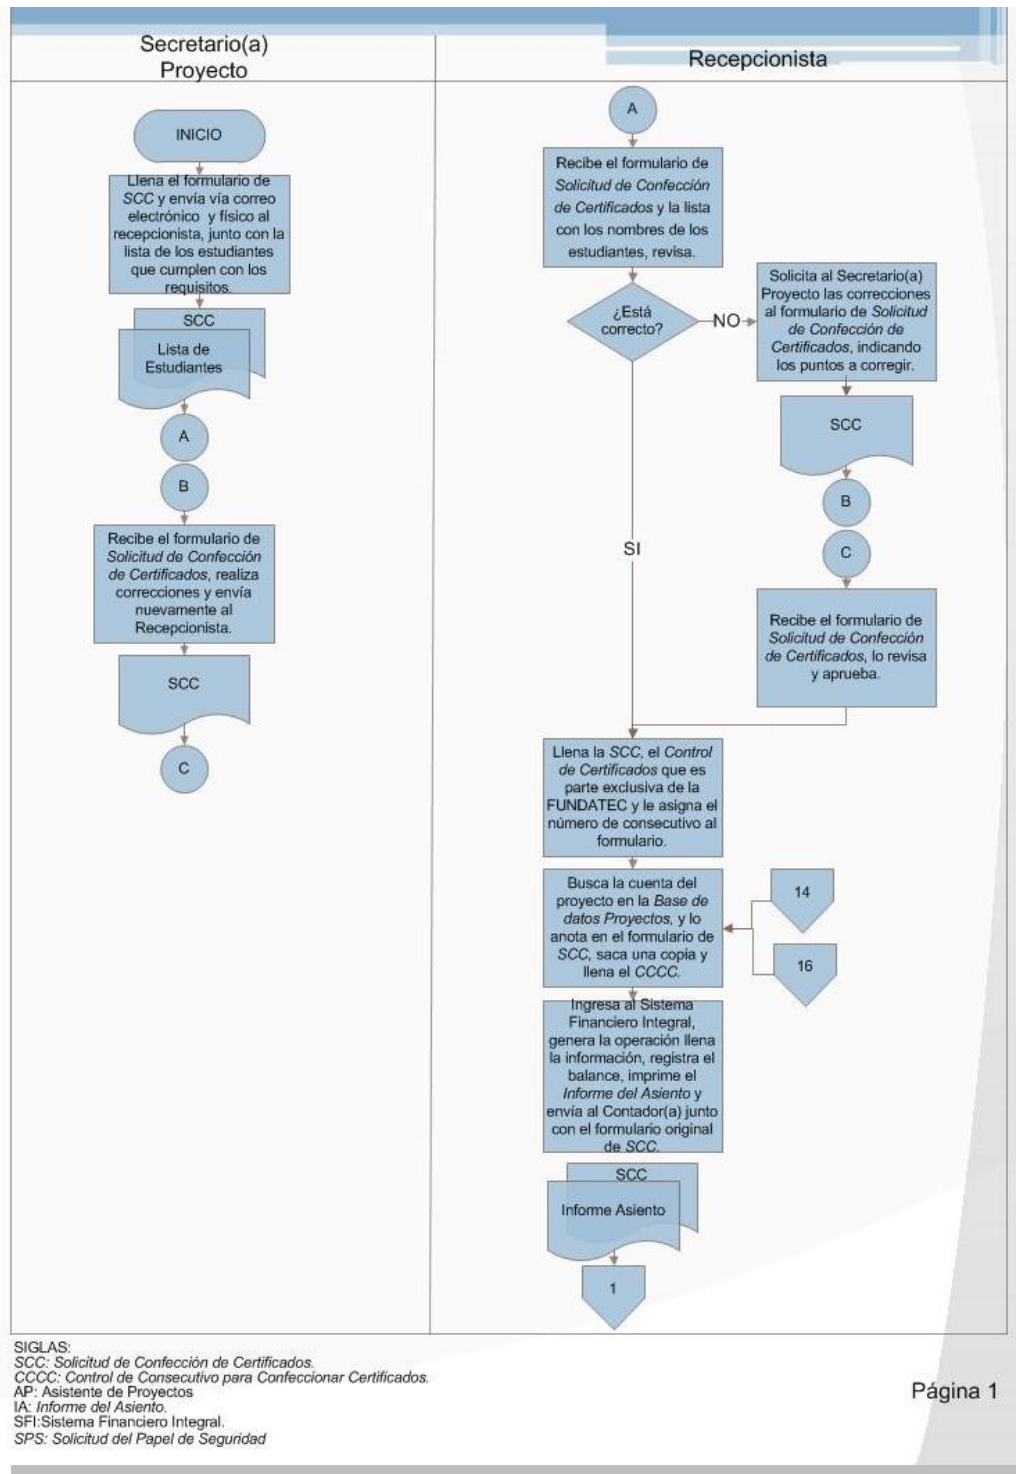 Secretario(a)
Proyecto
Recepcionista
INICIO
Llena el formulario de
SCC y envía vía correo
electrónico y físico al
recepcionista, junto con la
lista de los estudiantes
que cumplen con los
requisitos.
SCC
Lista de
Estudiantes
A
B
Recibe el formulario de
Solicitud de Confección
de Certificados, realiza
correcciones y envía
nuevamente al
Recepcionista.
SCC
C
A
Recibe el formulario de
Solicitud de Confección
de Certificados y la lista
con los nombres de los
estudiantes, revisa.
¿Está
correcto?
NO
Solicita al Secretario(a)
Proyecto las correcciones
al formulario de Solicitud
de Confección de
Certificados, indicando
los puntos a corregir.
SCC
B
C
SI
Recibe el formulario de
Solicitud de Confección
de Certificados, lo revisa
y aprueba.
Llena la SCC, el Control
de Certificados que es
parte exclusiva de la
FUNDATEC y le asigna el
número de consecutivo al
formulario.
Busca la cuenta del
proyecto en la Base de
datos Proyectos, y lo
anota en el formulario de
SCC, saca una copia y
llena el CCCC.
14
16
Ingresa al Sistema
Financiero Integral,
genera la operación llena
la información, registra el
balance, imprime el
Informe del Asiento y
envía al Contador(a) junto
con el formulario original
de SCC.
SCC
Informe Asiento
1
SIGLAS:
SCC: Solicitud de Confección de Certificados.
CCCC: Control de Consecutivo para Confeccionar Certificados.
AP: Asistente de Proyectos
IA: Informe del Asiento.
SFI:Sistema Financiero Integral.
SPS: Solicitud del Papel de Seguridad
Página 1